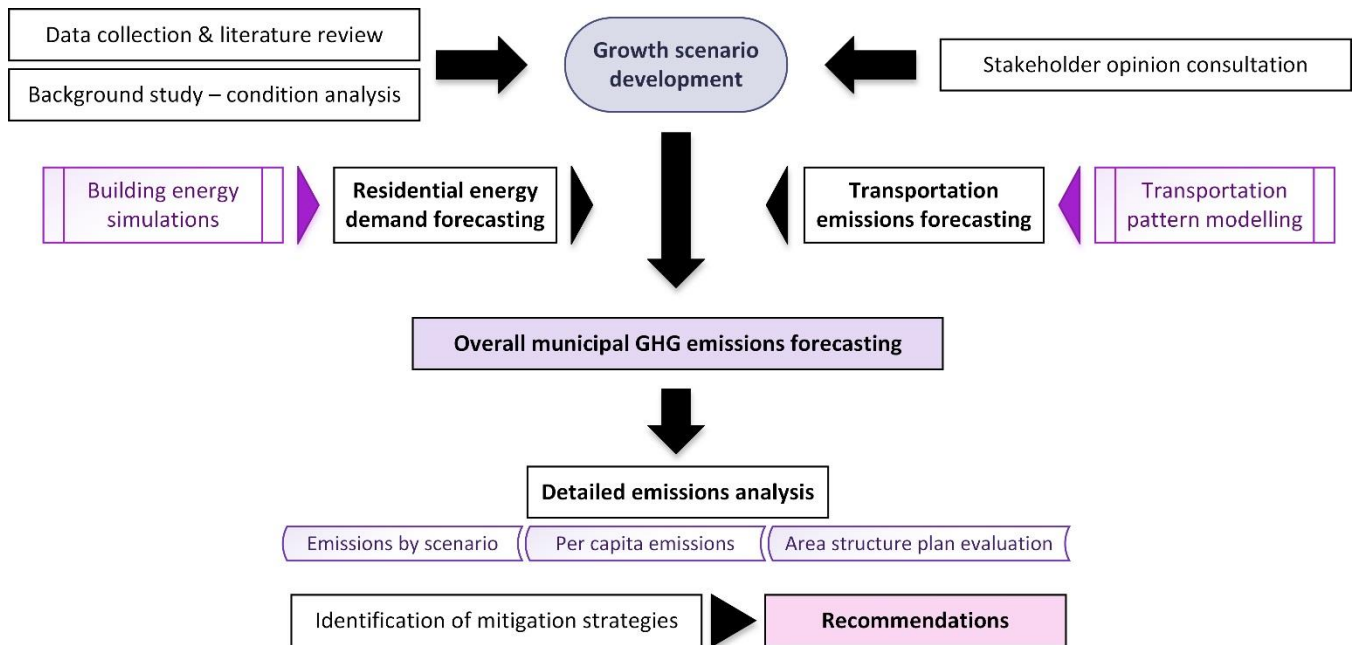 Data collection & literature review
Background study – condition analysis
Growth scenario
development
Stakeholder opinion consultation
Building energy
simulations
Residential energy
demand forecasting
Transportation
emissions forecasting
Transportation
pattern modelling
Overall municipal GHG emissions forecasting
Detailed emissions analysis
Emissions by scenario
Per capita emissions
Area structure plan evaluation
Identification of mitigation strategies
Recommendations